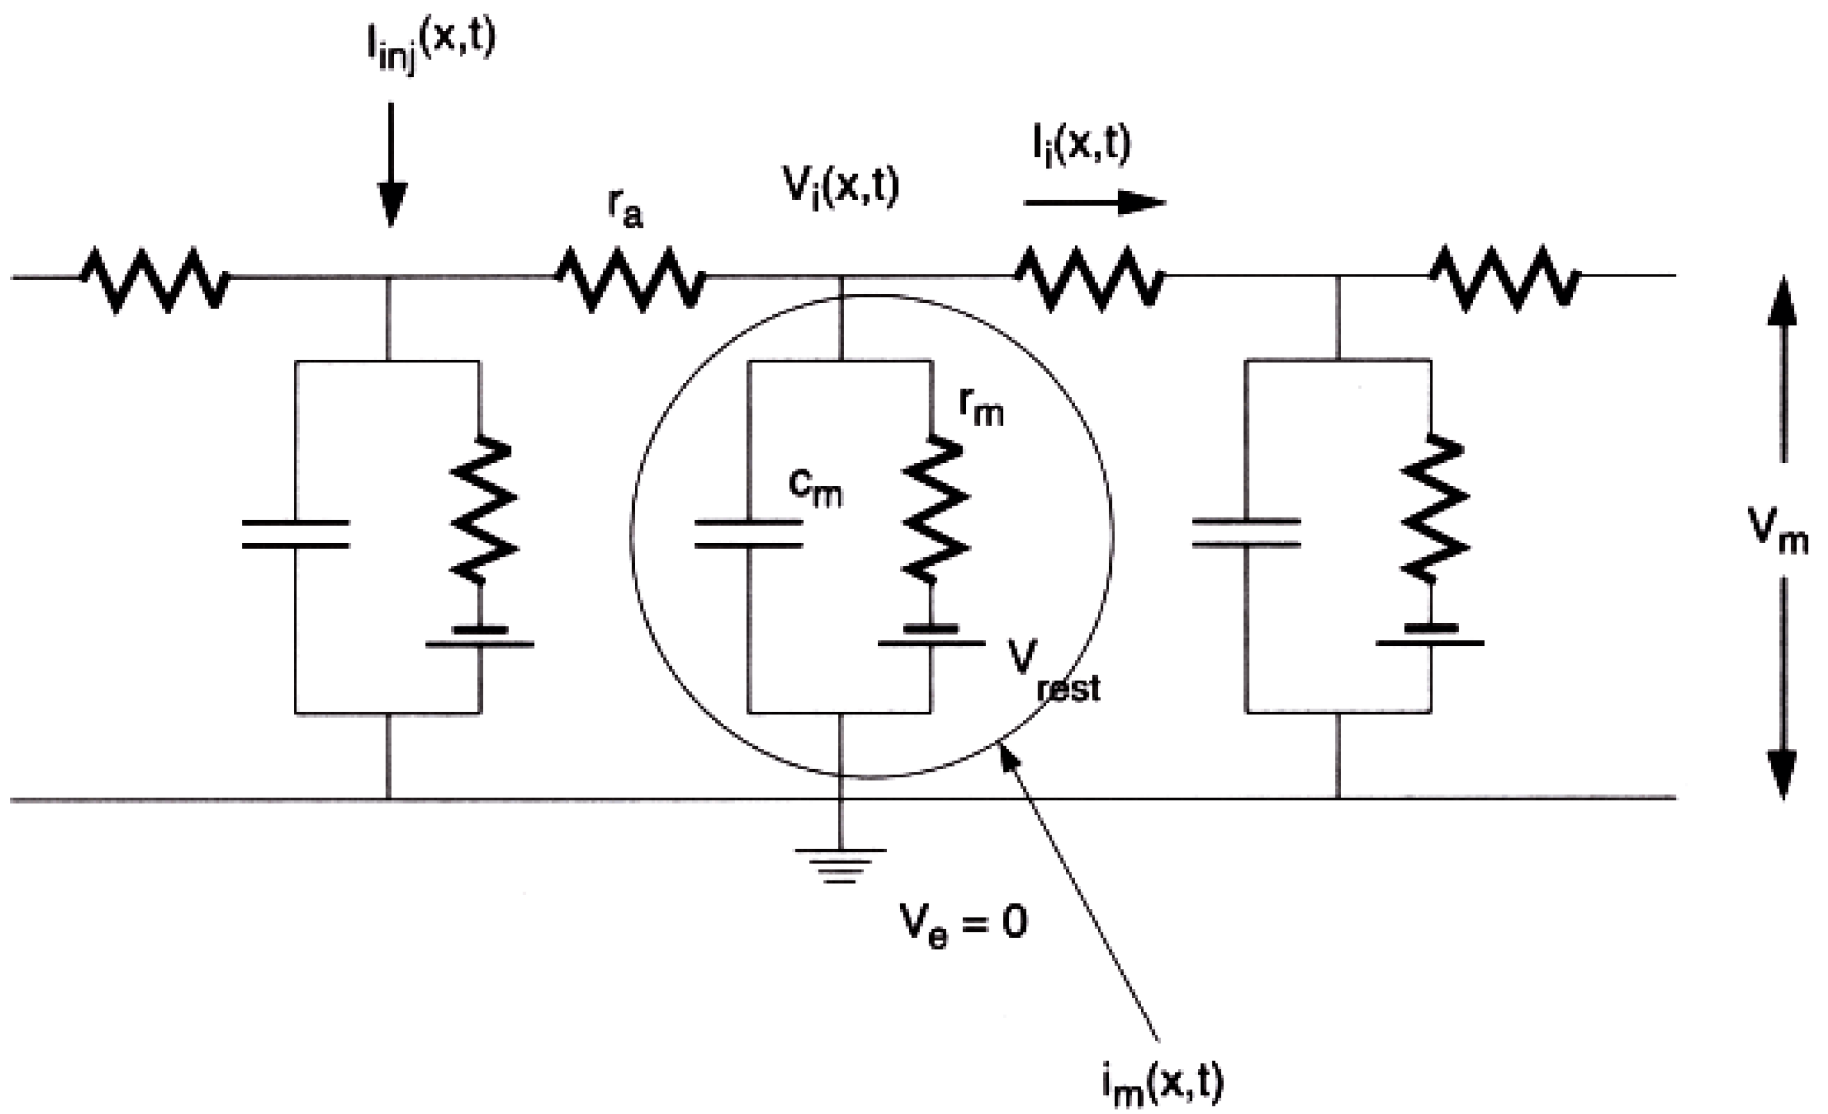 I_inj(x,t)
I_i(x,t)
V_i(x,t)
r_a
r_m
c_m
V_m
V_rest
V_e = 0
i_m(x,t)